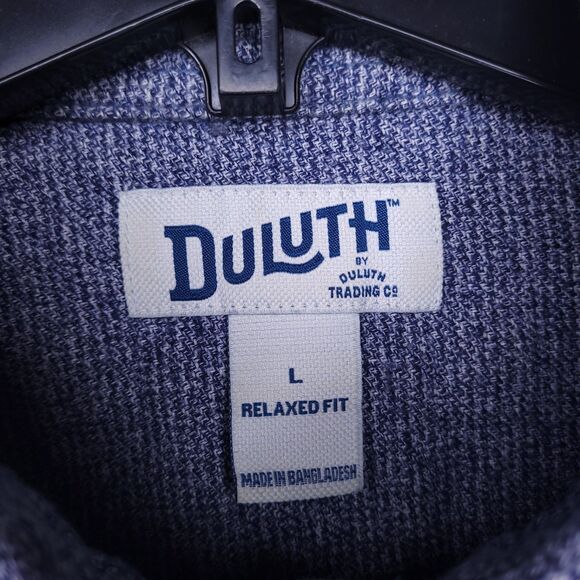 DULUTH™
BY
DULUTH
TRADING Co
L
RELAXED FIT
MADE IN BANGLADESH